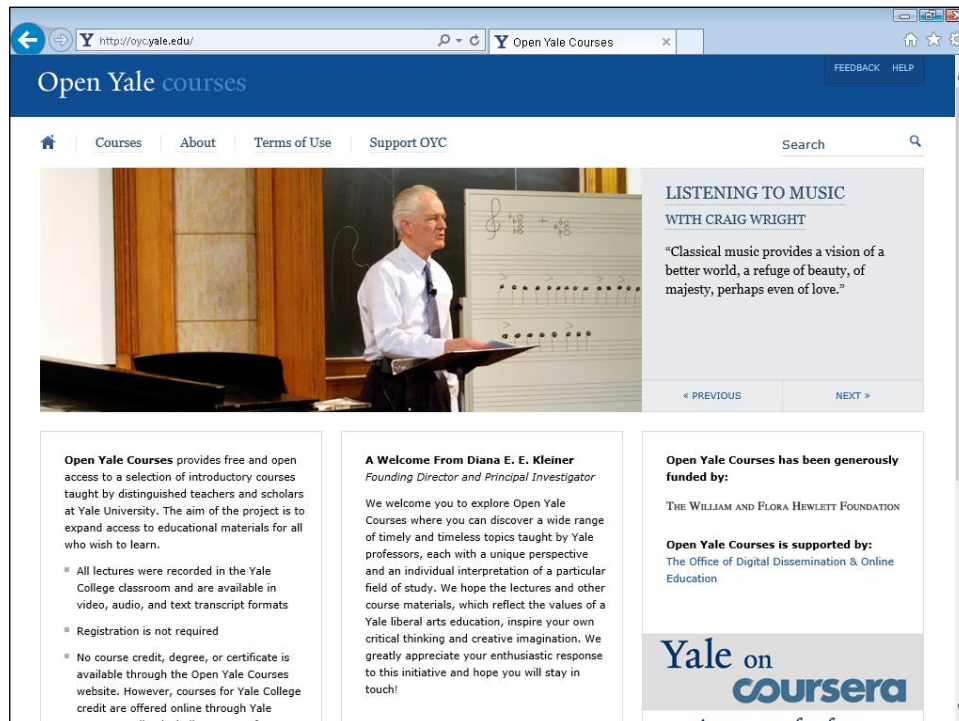 http://oyc.yale.edu/
Open Yale Courses
Open Yale courses
FEEDBACK HELP
Courses About Terms of Use Support OYC
Search
LISTENING TO MUSIC
WITH CRAIG WRIGHT
“Classical music provides a vision of a
better world, a refuge of beauty, of
majesty, perhaps even of love.”
« PREVIOUS NEXT »
Open Yale Courses provides free and open
access to a selection of introductory courses
taught by distinguished teachers and scholars
at Yale University. The aim of the project is to
expand access to educational materials for all
who wish to learn.
All lectures were recorded in the Yale
College classroom and are available in
video, audio, and text transcript formats
Registration is not required
No course credit, degree, or certificate is
available through the Open Yale Courses
website. However, courses for Yale College
credit are offered online through Yale
A Welcome From Diana E. E. Kleiner
Founding Director and Principal Investigator
We welcome you to explore Open Yale
Courses where you can discover a wide range
of timely and timeless topics taught by Yale
professors, each with a unique perspective
and an individual interpretation of a particular
field of study. We hope the lectures and other
course materials, which reflect the values of a
Yale liberal arts education, inspire your own
critical thinking and creative imagination. We
greatly appreciate your enthusiastic response
to this initiative and hope you will stay in
touch!
Open Yale Courses has been generously
funded by:
THE WILLIAM AND FLORA HEWLETT FOUNDATION
Open Yale Courses is supported by:
The Office of Digital Dissemination & Online
Education
Yale on
coursera